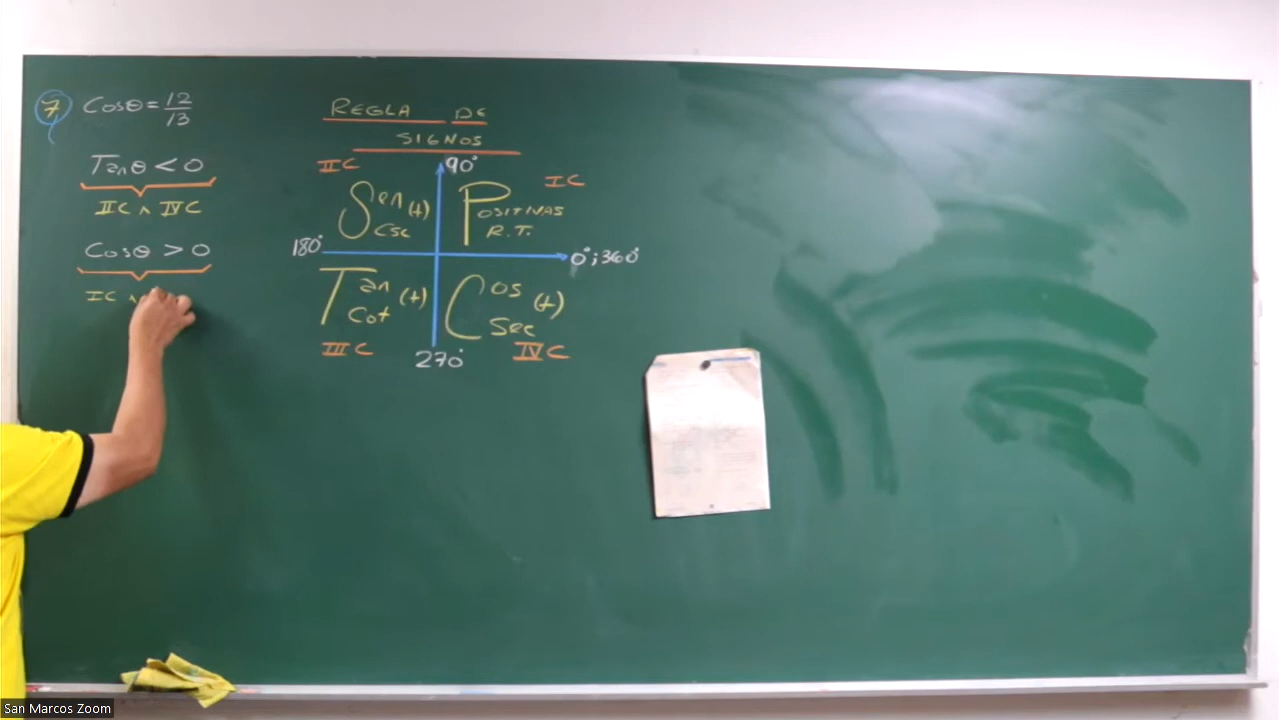 7 Cosθ = 12/13
Tanθ < 0
IIC ∧ IVC
Cosθ > 0
IC ∧
REGLA DE
SIGNOS
IIC
90°
IC
Sen (+)
Csc
POSITIVAS
R.T.
180°
0°; 360°
Tan (+)
Cot
Cos (+)
Sec
IIIC
270°
IVC
San Marcos Zoom